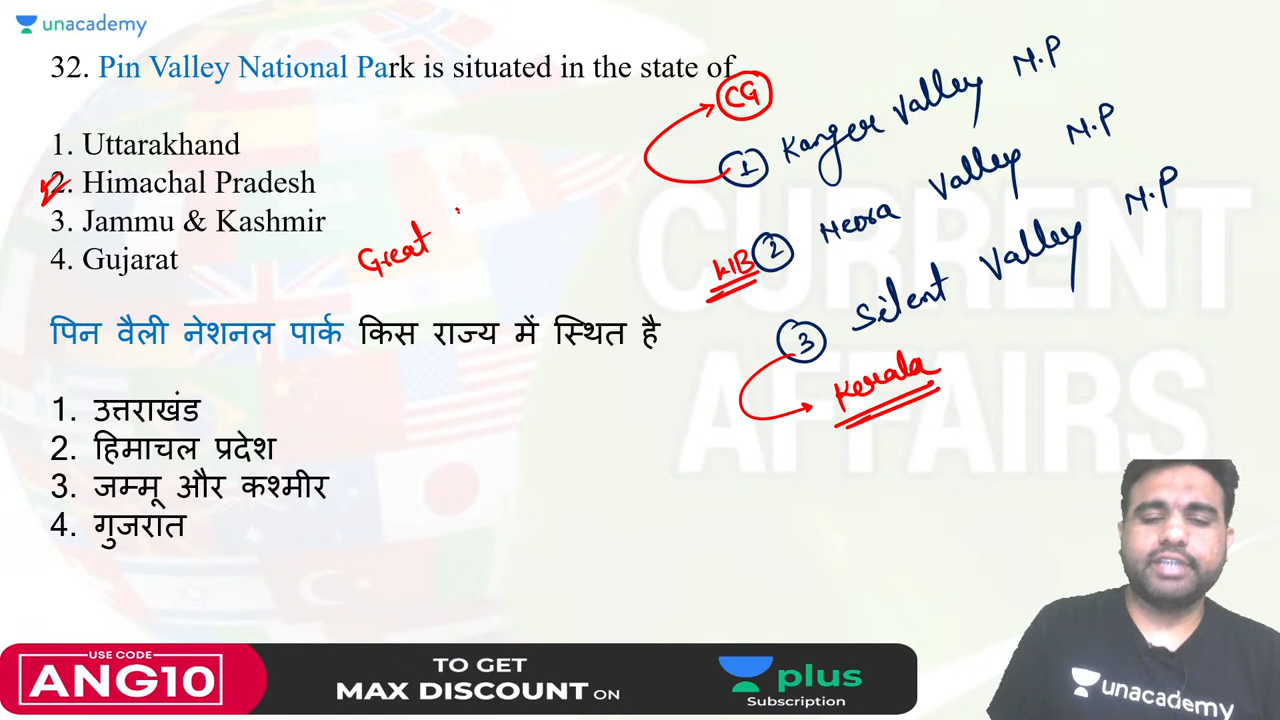 unacademy
32. Pin Valley National Park is situated in the state of
1. Uttarakhand
2. Himachal Pradesh
3. Jammu & Kashmir
4. Gujarat
Great
CG
1 Kanger Valley N.P
WB 2 Neora Valley N.P
3 Silent Valley N.P
Kerala
पिन वैली नेशनल पार्क किस राज्य में स्थित है
1. उत्तराखंड
2. हिमाचल प्रदेश
3. जम्मू और कश्मीर
4. गुजरात
CURRENT
AFFAIRS
unacademy
USE CODE
ANG10
TO GET
MAX DISCOUNT ON
plus
Subscription